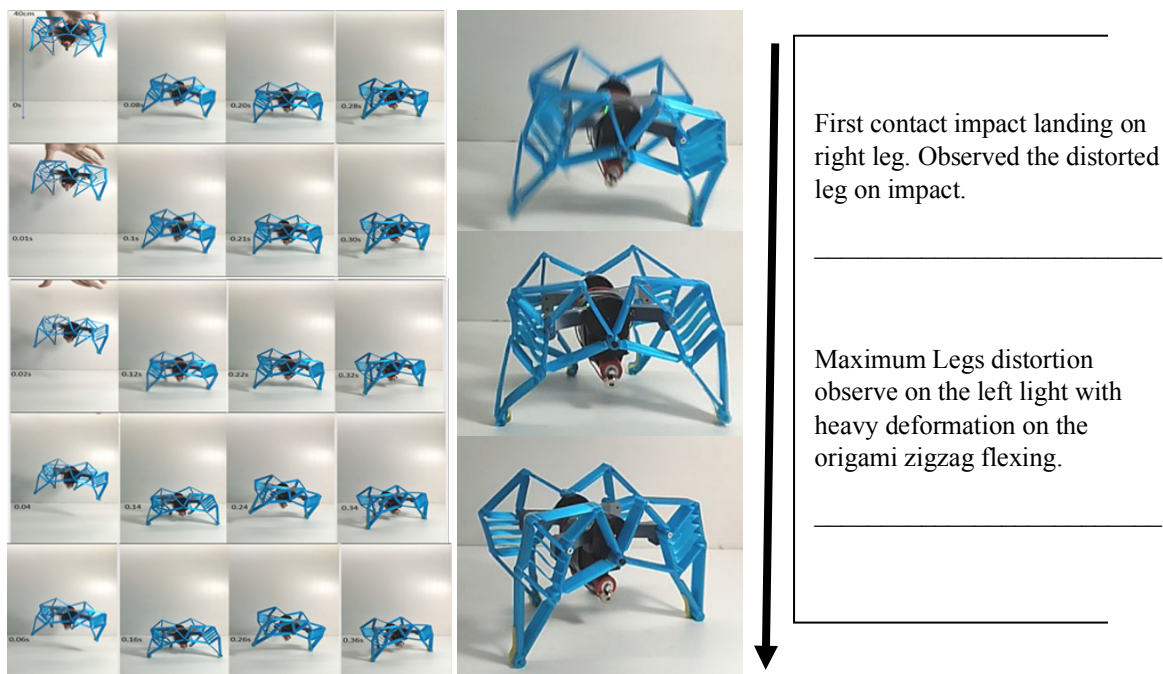 40cm
0s
0.08s
0.20s
0.28s
0.01s
0.1s
0.21s
0.30s
0.02s
0.12s
0.22s
0.32s
0.04
0.14
0.24
0.34
0.06s
0.16s
0.26s
0.36s
First contact impact landing on
right leg. Observed the distorted
leg on impact.
Maximum Legs distortion
observe on the left light with
heavy deformation on the
origami zigzag flexing.